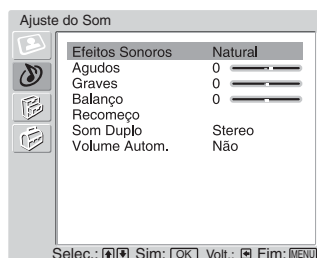 Ajuste do Som
Efeitos Sonoros Natural
Agudos 0
Graves 0
Balanço 0
Recomeço
Som Duplo Stereo
Volume Autom. Não
Selec.: Sim: OK Volt.: Fim: MENU